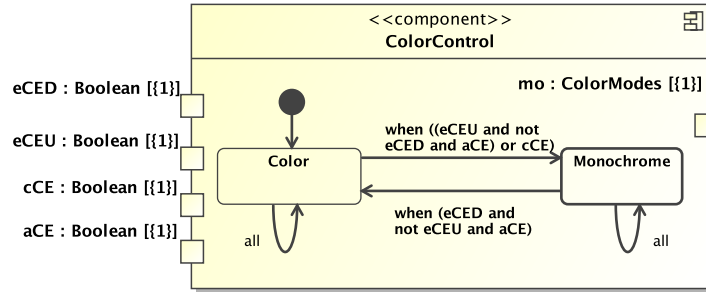 <<component>>
ColorControl
eCED : Boolean [{1}]
mo : ColorModes [{1}]
eCEU : Boolean [{1}]
cCE : Boolean [{1}]
aCE : Boolean [{1}]
Color
when ((eCEU and not
eCED and aCE) or cCE)
Monochrome
when (eCED and
not eCEU and aCE)
all
all